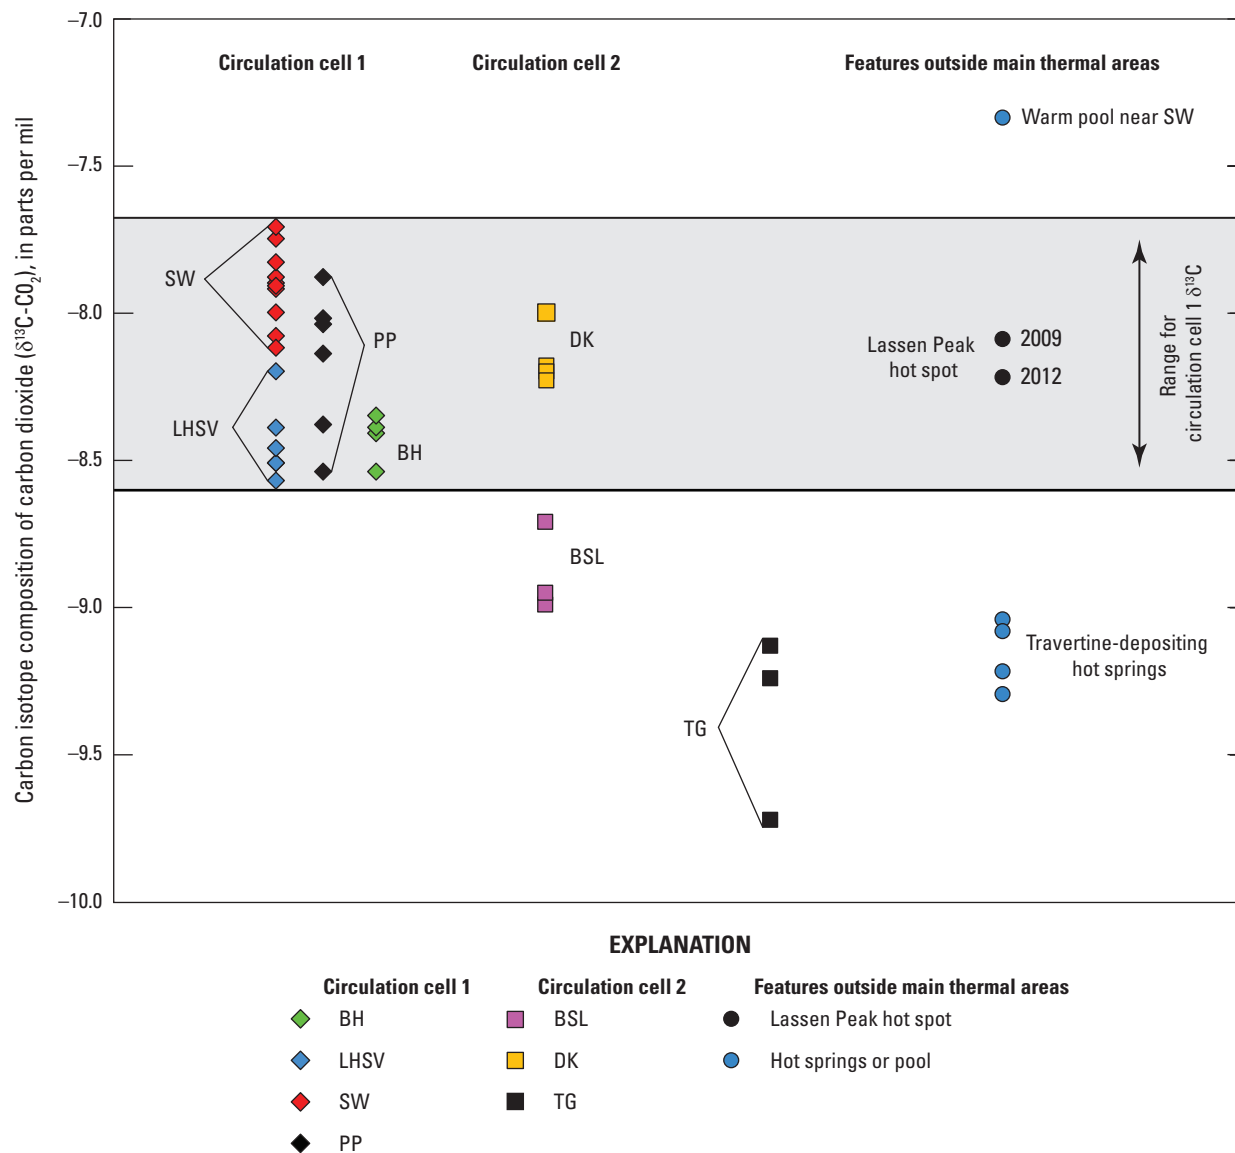 Carbon isotope composition of carbon dioxide (δ¹³C-CO₂), in parts per mil
−7.0
−7.5
−8.0
−8.5
−9.0
−9.5
−10.0
Circulation cell 1
Circulation cell 2
Features outside main thermal areas
Warm pool near SW
SW
PP
LHSV
BH
DK
Lassen Peak
hot spot
2009
2012
Range for
circulation cell 1 δ¹³C
BSL
TG
Travertine-depositing
hot springs
EXPLANATION
Circulation cell 1
BH
LHSV
SW
PP
Circulation cell 2
BSL
DK
TG
Features outside main thermal areas
Lassen Peak hot spot
Hot springs or pool